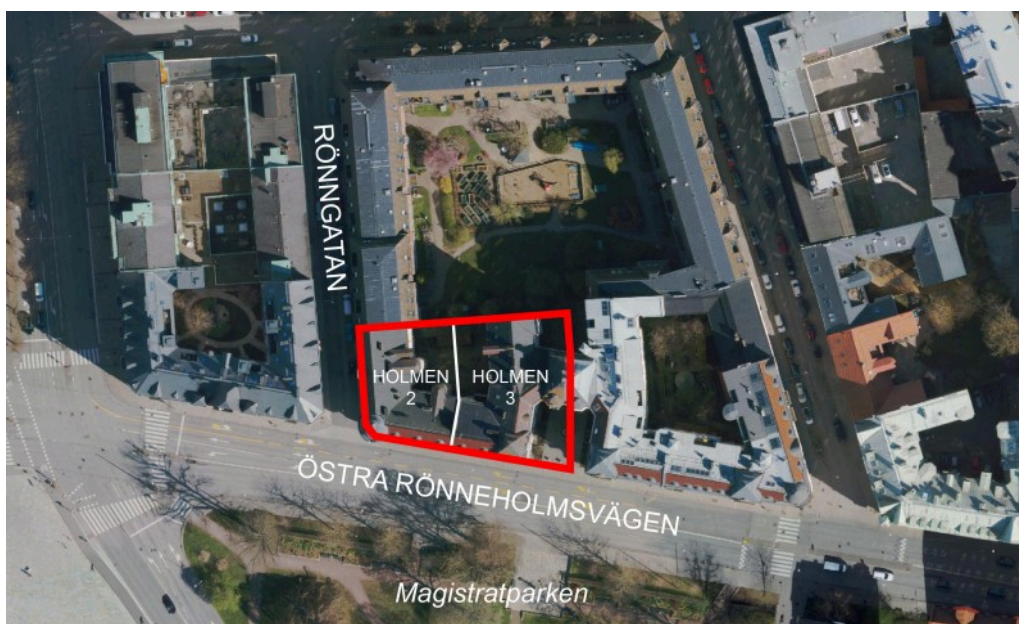 RÖNNGATAN
HOLMEN
2
HOLMEN
3
ÖSTRA RÖNNEHOLMSVÄGEN
Magistratparken